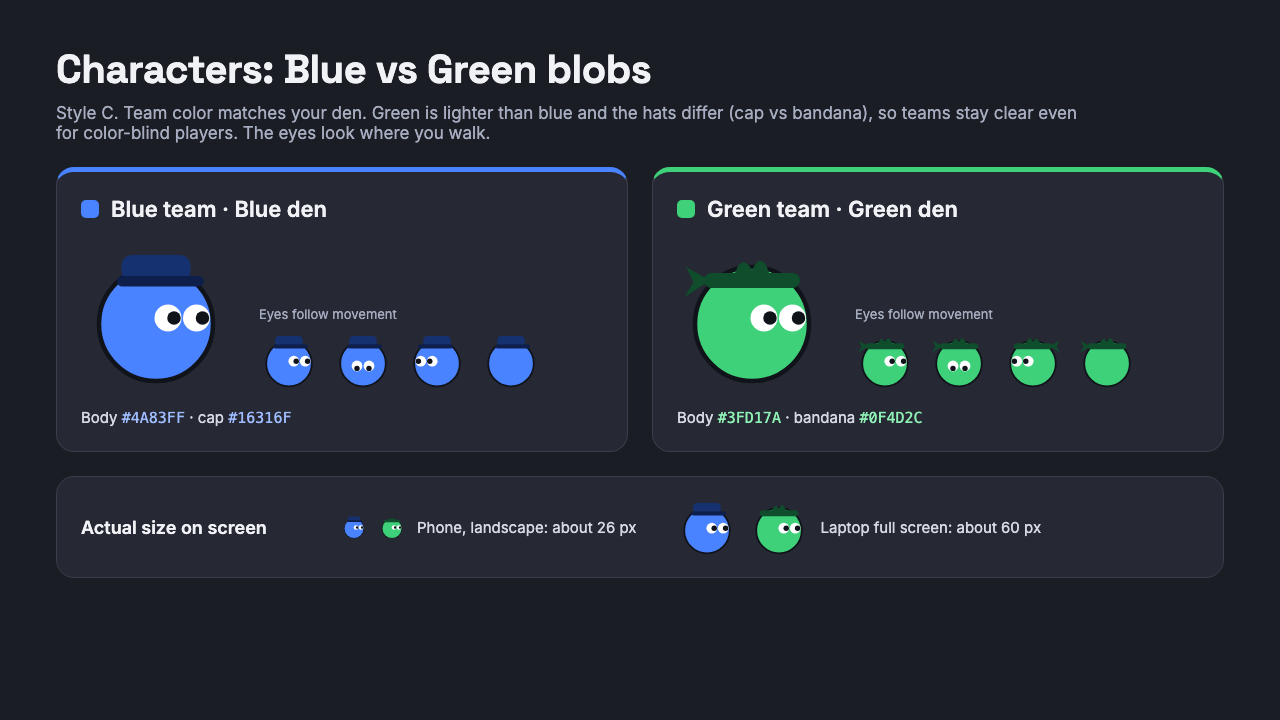 Characters: Blue vs Green blobs
Style C. Team color matches your den. Green is lighter than blue and the hats differ (cap vs bandana), so teams stay clear even
for color-blind players. The eyes look where you walk.
Blue team · Blue den
Eyes follow movement
Body #4A83FF · cap #16316F
Green team · Green den
Eyes follow movement
Body #3FD17A · bandana #0F4D2C
Actual size on screen
Phone, landscape: about 26 px
Laptop full screen: about 60 px